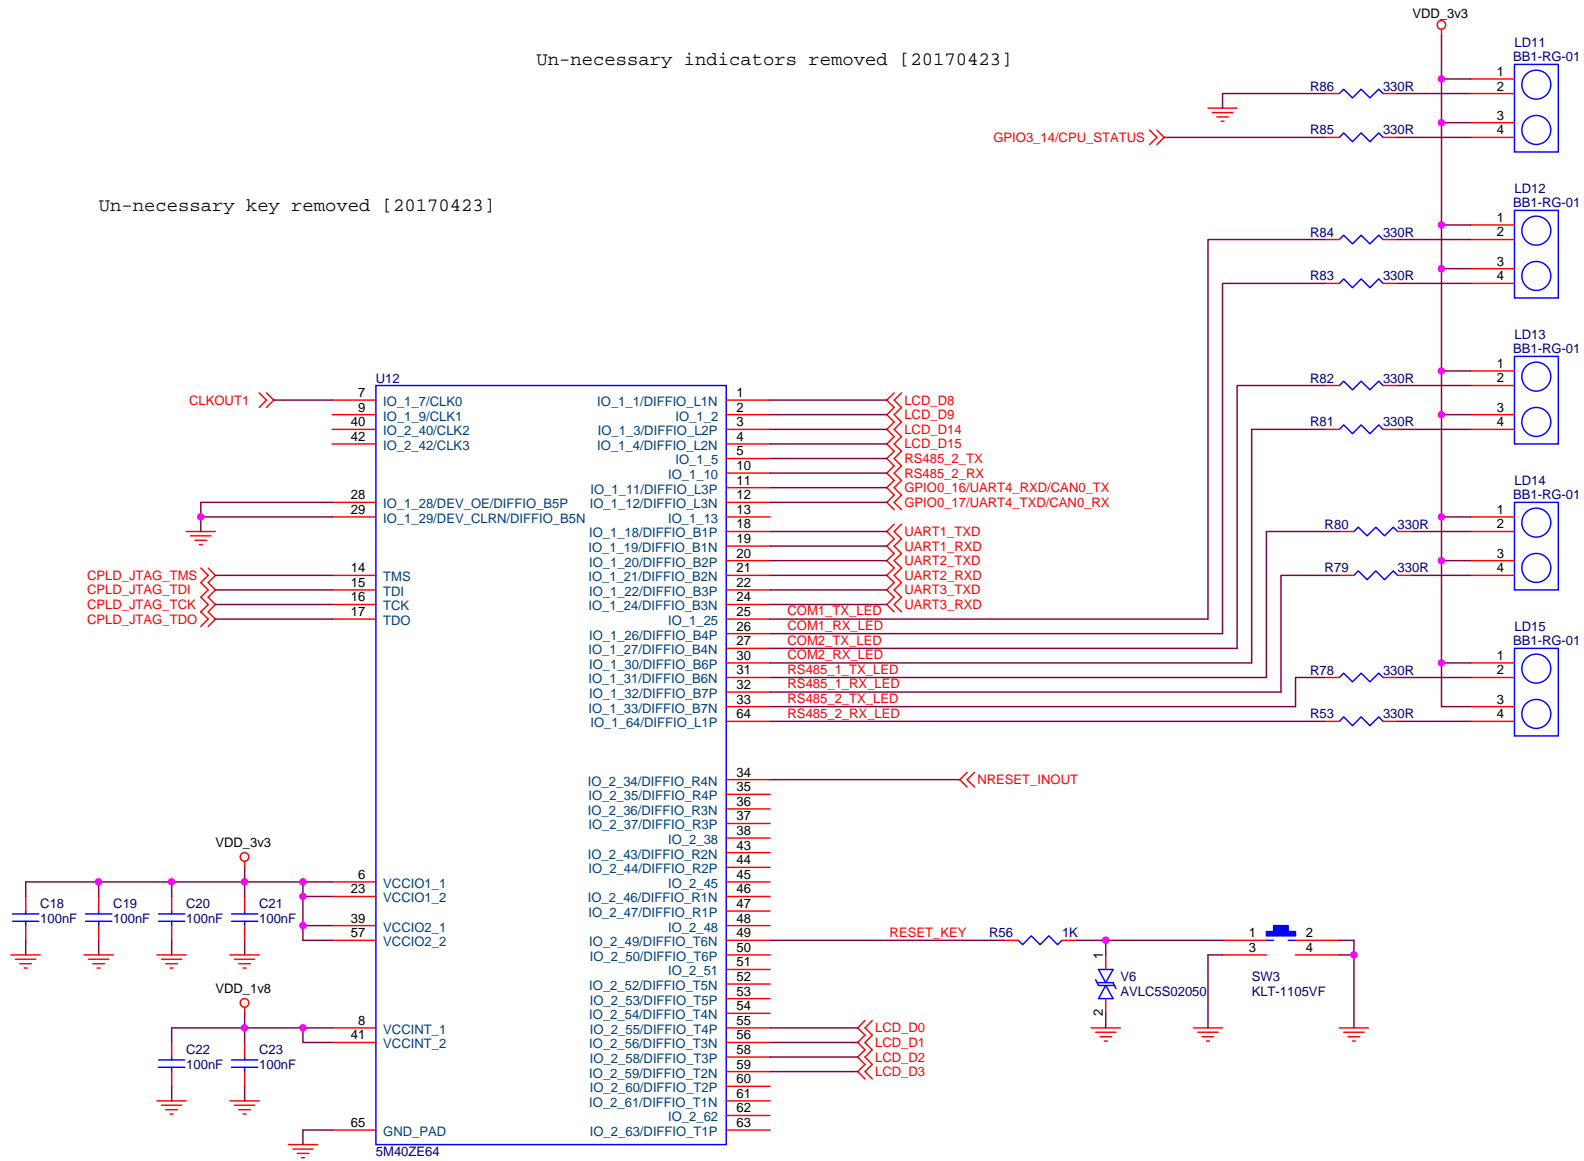 VDD_3v3
Un-necessary indicators removed [20170423]
LD11
BB1-RG-01
R86 330R 1 2
GPIO3_14/CPU_STATUS R85 330R 3 4
Un-necessary key removed [20170423]
LD12
BB1-RG-01
R84 330R 1 2
R83 330R 3 4
LD13
BB1-RG-01
R82 330R 1 2
R81 330R 3 4
LD14
BB1-RG-01
R80 330R 1 2
R79 330R 3 4
LD15
BB1-RG-01
R78 330R 1 2
R53 330R 3 4
U12
CLKOUT1 7 IO_1_7/CLK0
9 IO_1_9/CLK1
40 IO_2_40/CLK2
42 IO_2_42/CLK3
28 IO_1_28/DEV_OE/DIFFIO_B5P
29 IO_1_29/DEV_CLRN/DIFFIO_B5N
CPLD_JTAG_TMS 14 TMS
CPLD_JTAG_TDI 15 TDI
CPLD_JTAG_TCK 16 TCK
CPLD_JTAG_TDO 17 TDO
VDD_3v3
6 VCCIO1_1
23 VCCIO1_2
39 VCCIO2_1
57 VCCIO2_2
C18 100nF
C19 100nF
C20 100nF
C21 100nF
VDD_1v8
8 VCCINT_1
41 VCCINT_2
C22 100nF
C23 100nF
65 GND_PAD
5M40ZE64
IO_1_1/DIFFIO_L1N 1 LCD_D8
IO_1_2 2 LCD_D9
IO_1_3/DIFFIO_L2P 3 LCD_D14
IO_1_4/DIFFIO_L2N 4 LCD_D15
IO_1_5 5 RS485_2_TX
IO_1_10 10 RS485_2_RX
IO_1_11/DIFFIO_L3P 11 GPIO0_16/UART4_RXD/CAN0_TX
IO_1_12/DIFFIO_L3N 12 GPIO0_17/UART4_TXD/CAN0_RX
IO_1_13 13
IO_1_18/DIFFIO_B1P 18 UART1_TXD
IO_1_19/DIFFIO_B1N 19 UART1_RXD
IO_1_20/DIFFIO_B2P 20 UART2_TXD
IO_1_21/DIFFIO_B2N 21 UART2_RXD
IO_1_22/DIFFIO_B3P 22 UART3_TXD
IO_1_24/DIFFIO_B3N 24 UART3_RXD
IO_1_25 25 COM1_TX_LED
IO_1_26/DIFFIO_B4P 26 COM1_RX_LED
IO_1_27/DIFFIO_B4N 27 COM2_TX_LED
IO_1_30/DIFFIO_B6P 30 COM2_RX_LED
IO_1_31/DIFFIO_B6N 31 RS485_1_TX_LED
IO_1_32/DIFFIO_B7P 32 RS485_1_RX_LED
IO_1_33/DIFFIO_B7N 33 RS485_2_TX_LED
IO_1_64/DIFFIO_L1P 64 RS485_2_RX_LED
IO_2_34/DIFFIO_R4N 34 NRESET_INOUT
IO_2_35/DIFFIO_R4P 35
IO_2_36/DIFFIO_R3N 36
IO_2_37/DIFFIO_R3P 37
IO_2_38 38
IO_2_43/DIFFIO_R2N 43
IO_2_44/DIFFIO_R2P 44
IO_2_45 45
IO_2_46/DIFFIO_R1N 46
IO_2_47/DIFFIO_R1P 47
IO_2_48 48
IO_2_49/DIFFIO_T6N 49 RESET_KEY R56 1K
IO_2_50/DIFFIO_T6P 50
IO_2_51 51
IO_2_52/DIFFIO_T5N 52
IO_2_53/DIFFIO_T5P 53
IO_2_54/DIFFIO_T4N 54
IO_2_55/DIFFIO_T4P 55 LCD_D0
IO_2_56/DIFFIO_T3N 56 LCD_D1
IO_2_58/DIFFIO_T3P 58 LCD_D2
IO_2_59/DIFFIO_T2N 59 LCD_D3
IO_2_60/DIFFIO_T2P 60
IO_2_61/DIFFIO_T1N 61
IO_2_62 62
IO_2_63/DIFFIO_T1P 63
1 2
V6
AVLC5S02050
1 2
3 4
SW3
KLT-1105VF